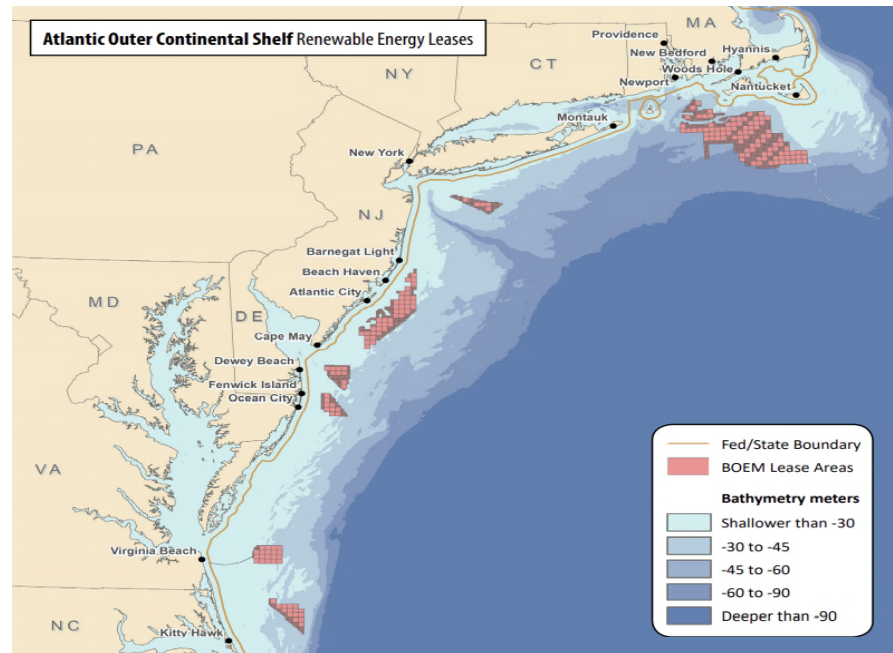 Atlantic Outer Continental Shelf Renewable Energy Leases
MA
Providence
New Bedford
Hyannis
Woods Hole
Newport
Nantucket
CT
NY
Montauk
New York
PA
NJ
Barnegat Light
Beach Haven
Atlantic City
MD
DE
Cape May
Dewey Beach
Fenwick Island
Ocean City
VA
Virginia Beach
NC
Kitty Hawk
Fed/State Boundary
BOEM Lease Areas
Bathymetry meters
Shallower than -30
-30 to -45
-45 to -60
-60 to -90
Deeper than -90